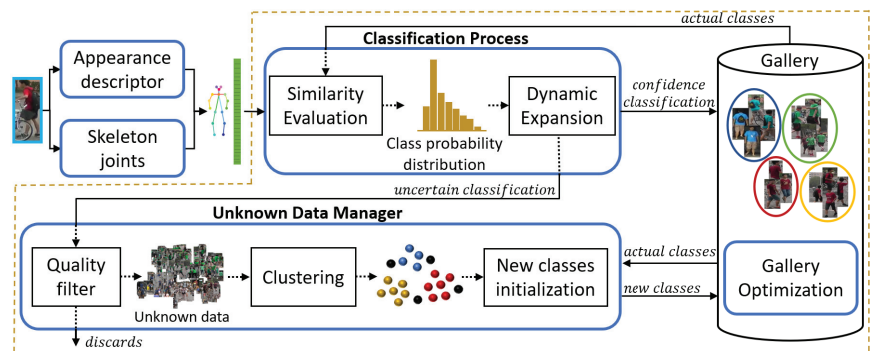 actual classes
Classification Process
Appearance
descriptor
Skeleton
joints
Similarity
Evaluation
Class probability
distribution
Dynamic
Expansion
confidence
classification
Gallery
uncertain classification
Unknown Data Manager
Quality
filter
Unknown data
Clustering
New classes
initialization
actual classes
new classes
Gallery
Optimization
discards